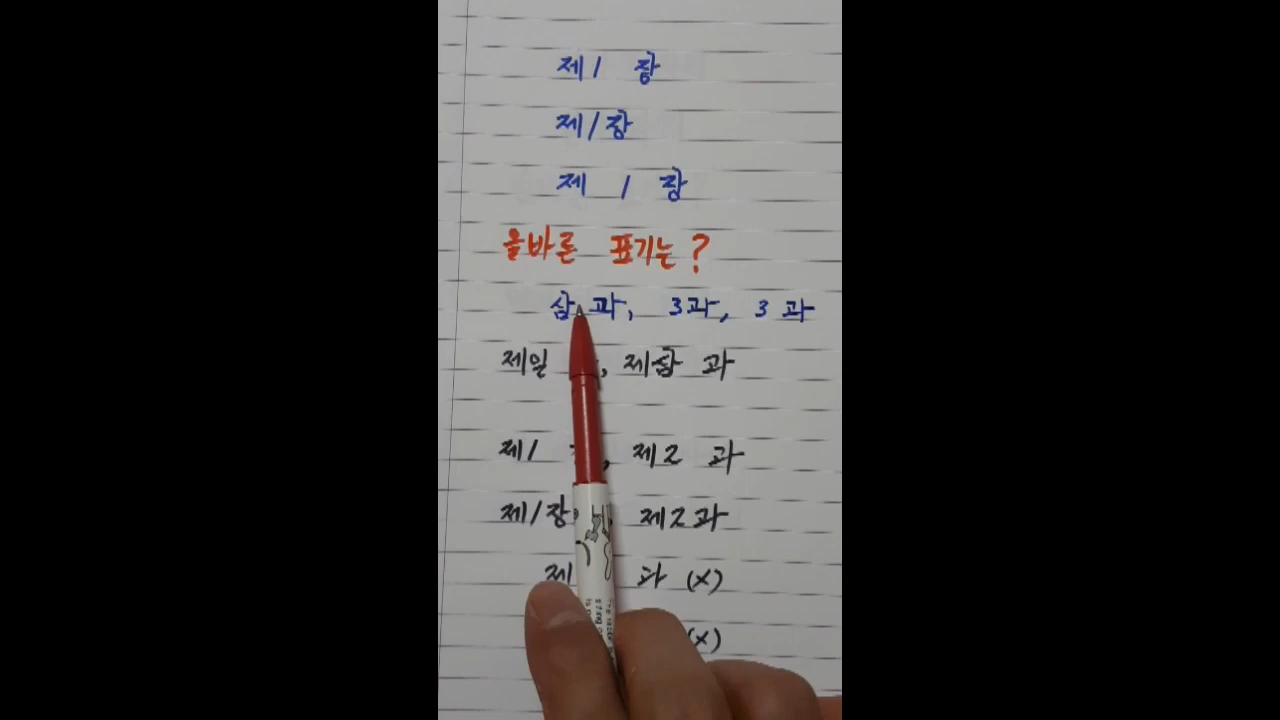 제1 장
제1장
제 1 장
올바른 표기는?
삼 과, 3과, 3 과
제일 , 제삼 과
제1 , 제2 과
제1장, 제2과
제 과 (x)
(x)